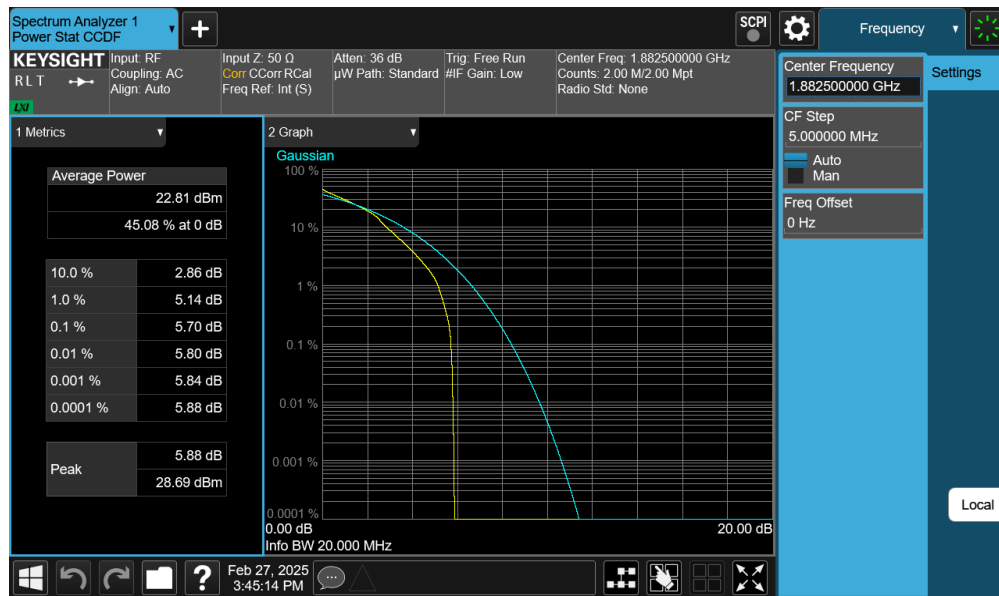 Spectrum Analyzer 1
Power Stat CCDF
SCPI
Frequency
KEYSIGHT
RLT
LXI
Input: RF
Coupling: AC
Align: Auto
Input Z: 50 Ω
Corr CCorr RCal
Freq Ref: Int (S)
Atten: 36 dB
µW Path: Standard
Trig: Free Run
#IF Gain: Low
Center Freq: 1.882500000 GHz
Counts: 2.00 M/2.00 Mpt
Radio Std: None
1 Metrics
Average Power
22.81 dBm
45.08 % at 0 dB
10.0 % 2.86 dB
1.0 % 5.14 dB
0.1 % 5.70 dB
0.01 % 5.80 dB
0.001 % 5.84 dB
0.0001 % 5.88 dB
Peak
5.88 dB
28.69 dBm
2 Graph
Gaussian
100 %
10 %
1 %
0.1 %
0.01 %
0.001 %
0.0001 %
0.00 dB 20.00 dB
Info BW 20.000 MHz
Center Frequency
1.882500000 GHz
CF Step
5.000000 MHz
Auto
Man
Freq Offset
0 Hz
Settings
Local
?
Feb 27, 2025
3:45:14 PM